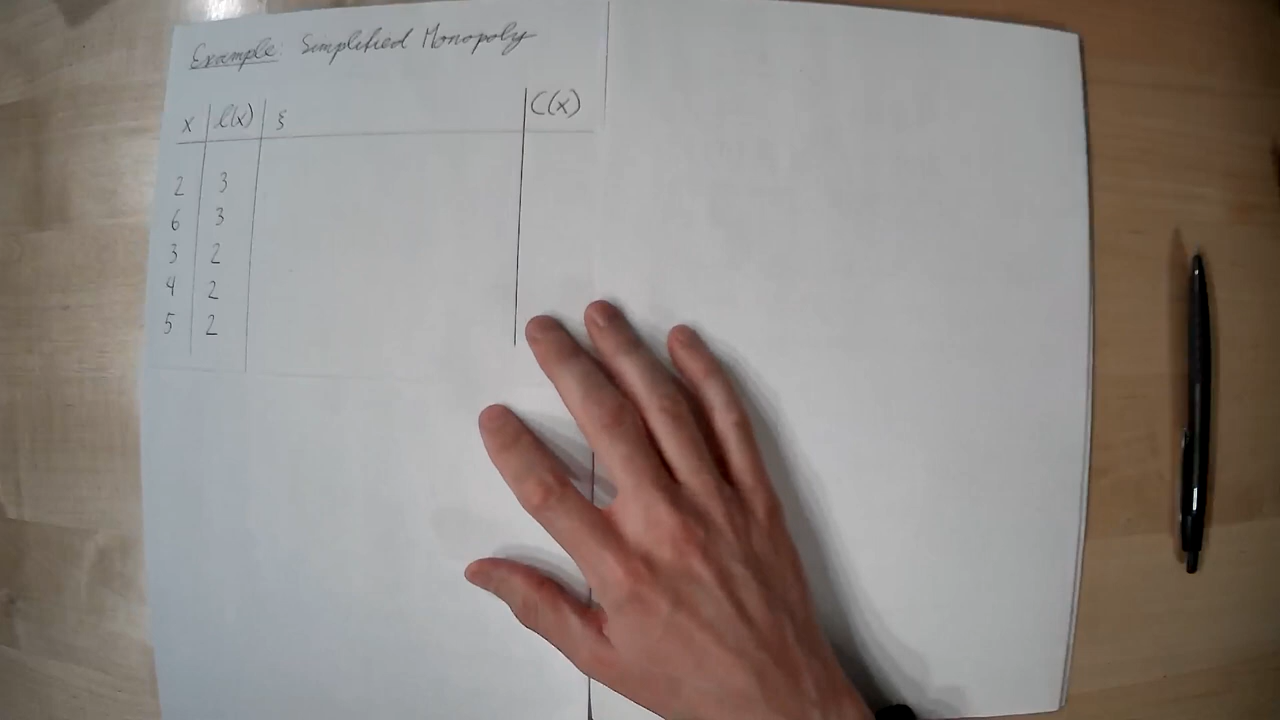 Example: Simplified Monopoly
x ℓ(x) ξ C(x)
2 3
6 3
3 2
4 2
5 2